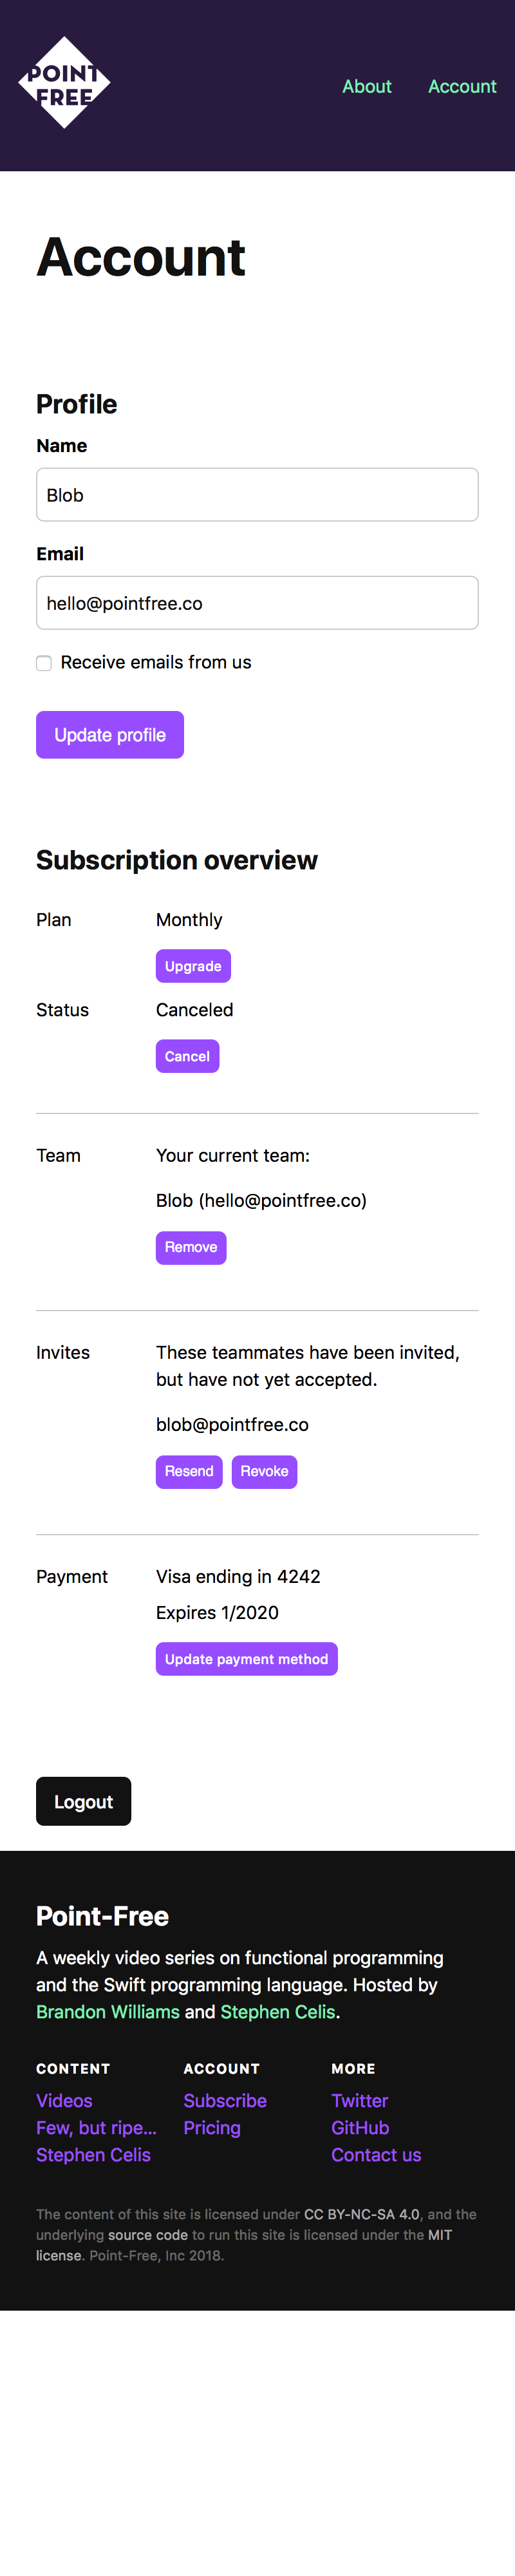 POINT
FREE
About Account
Account
Profile
Name
Blob
Email
hello@pointfree.co
Receive emails from us
Update profile
Subscription overview
Plan Monthly
Upgrade
Status Canceled
Cancel
Team Your current team:
Blob (hello@pointfree.co)
Remove
Invites These teammates have been invited,
but have not yet accepted.
blob@pointfree.co
Resend Revoke
Payment Visa ending in 4242
Expires 1/2020
Update payment method
Logout
Point-Free
A weekly video series on functional programming
and the Swift programming language. Hosted by
Brandon Williams and Stephen Celis.
CONTENT ACCOUNT MORE
Videos Subscribe Twitter
Few, but ripe… Pricing GitHub
Stephen Celis Contact us
The content of this site is licensed under CC BY-NC-SA 4.0, and the
underlying source code to run this site is licensed under the MIT
license. Point-Free, Inc 2018.